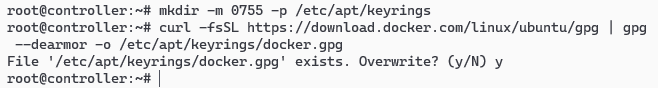 root@controller:~# mkdir -m 0755 -p /etc/apt/keyrings
root@controller:~# curl -fsSL https://download.docker.com/linux/ubuntu/gpg | gpg
 --dearmor -o /etc/apt/keyrings/docker.gpg
File '/etc/apt/keyrings/docker.gpg' exists. Overwrite? (y/N) y
root@controller:~#